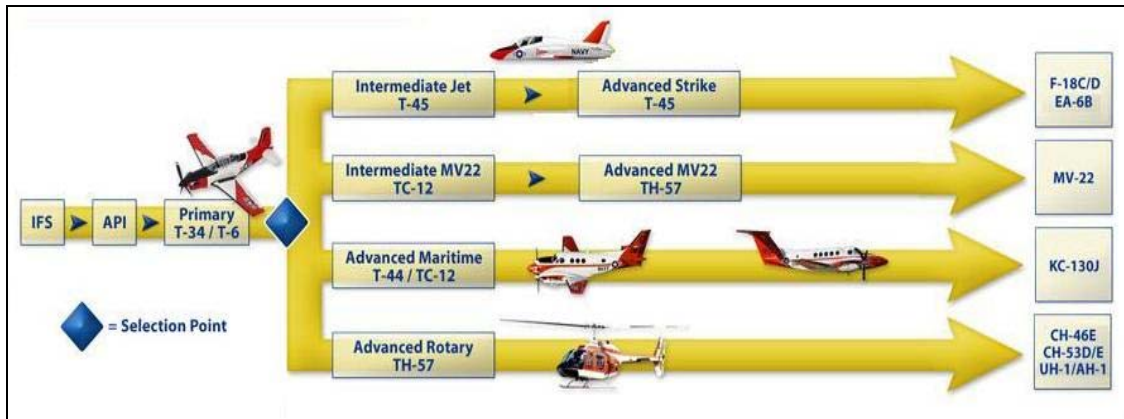 IFS
API
Primary
T-34 / T-6
= Selection Point
Intermediate Jet
T-45
NAVY
Advanced Strike
T-45
F-18C/D
EA-6B
Intermediate MV22
TC-12
Advanced MV22
TH-57
MV-22
Advanced Maritime
T-44 / TC-12
KC-130J
Advanced Rotary
TH-57
CH-46E
CH-53D/E
UH-1/AH-1